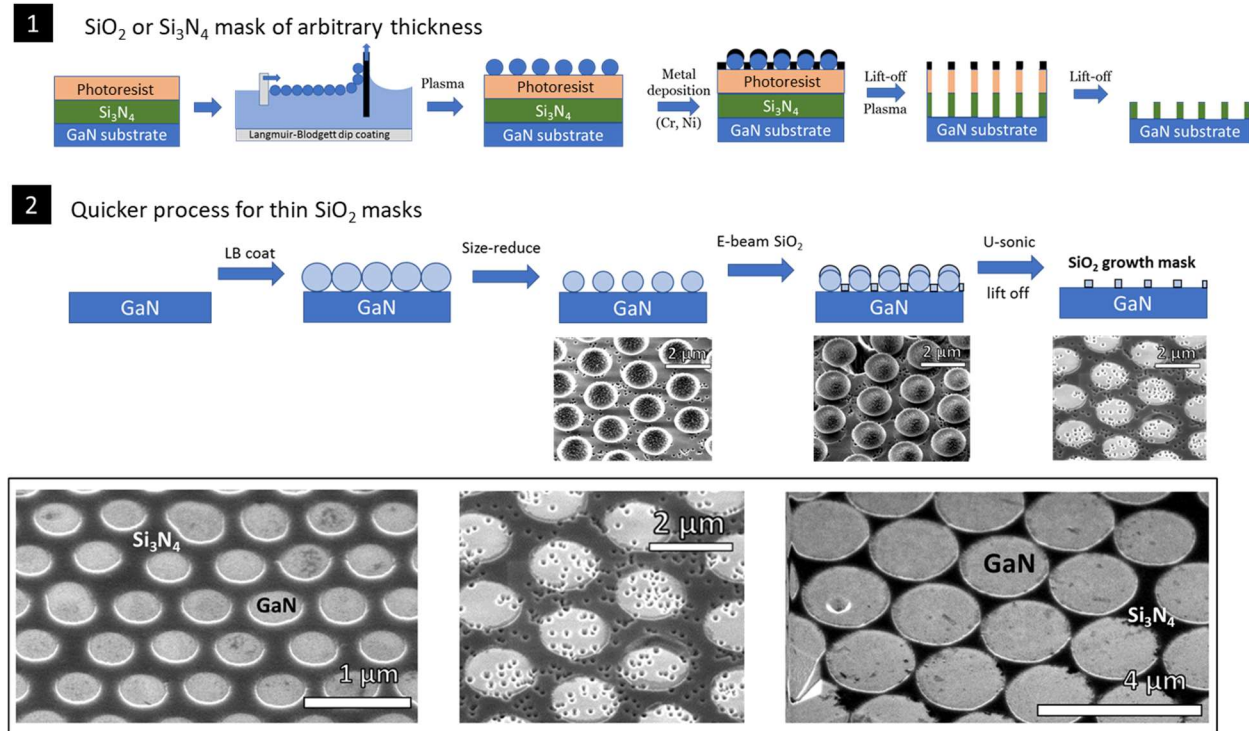 1 SiO₂ or Si₃N₄ mask of arbitrary thickness
Photoresist
Si₃N₄
GaN substrate
Langmuir-Blodgett dip coating
Plasma
Photoresist
Si₃N₄
GaN substrate
Metal
deposition
(Cr, Ni)
Photoresist
Si₃N₄
GaN substrate
Lift-off
Plasma
GaN substrate
Lift-off
GaN substrate
2 Quicker process for thin SiO₂ masks
GaN
LB coat
GaN
Size-reduce
GaN
2 μm
E-beam SiO₂
GaN
2 μm
U-sonic
lift off
SiO₂ growth mask
GaN
2 μm
Si₃N₄
GaN
1 μm
2 μm
GaN
Si₃N₄
4 μm